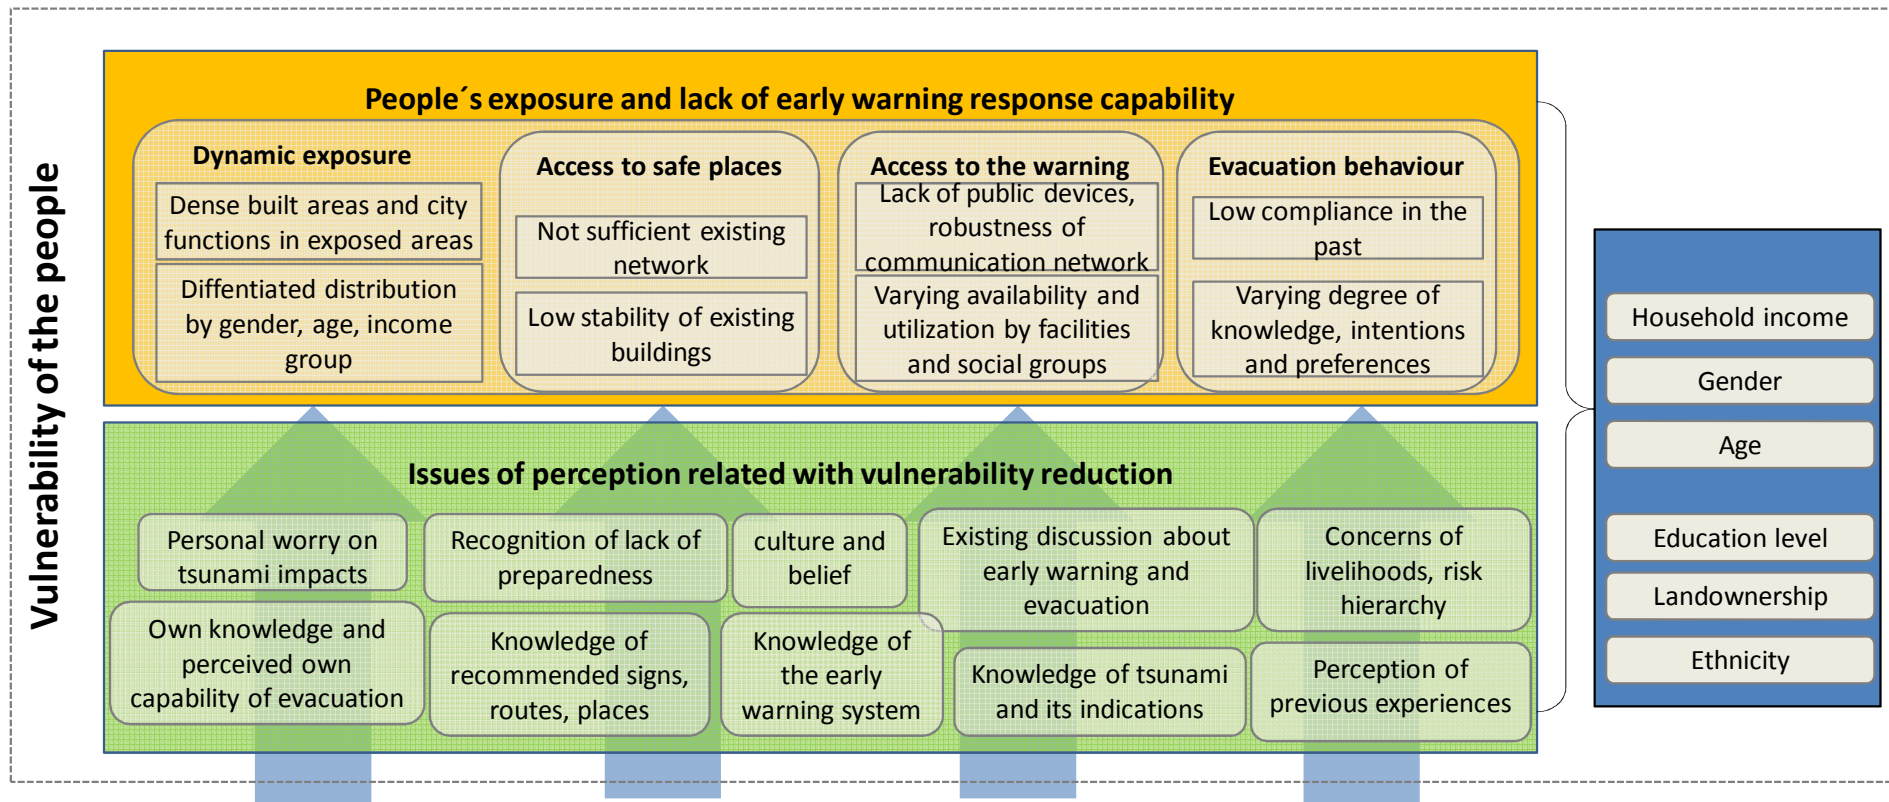 Vulnerability of the people
People´s exposure and lack of early warning response capability
Dynamic exposure
Dense built areas and city
functions in exposed areas
Diffentiated distribution
by gender, age, income
group
Access to safe places
Not sufficient existing
network
Low stability of existing
buildings
Access to the warning
Lack of public devices,
robustness of
communication network
Varying availability and
utilization by facilities
and social groups
Evacuation behaviour
Low compliance in the
past
Varying degree of
knowledge, intentions
and preferences
Issues of perception related with vulnerability reduction
Personal worry on
tsunami impacts
Recognition of lack of
preparedness
culture and
belief
Existing discussion about
early warning and
evacuation
Concerns of
livelihoods, risk
hierarchy
Own knowledge and
perceived own
capability of evacuation
Knowledge of
recommended signs,
routes, places
Knowledge of
the early
warning system
Knowledge of tsunami
and its indications
Perception of
previous experiences
Household income
Gender
Age
Education level
Landownership
Ethnicity